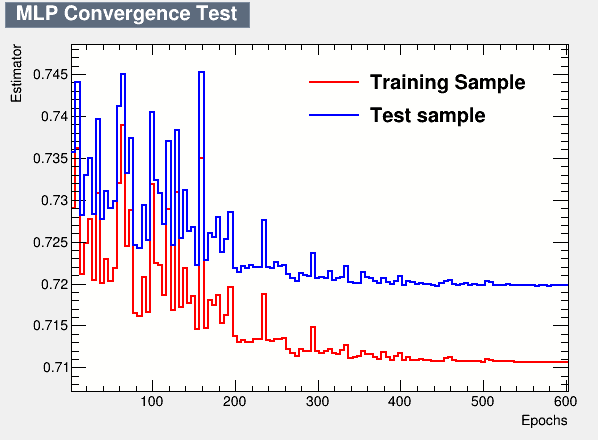 MLP Convergence Test
Estimator
0.745
0.74
0.735
0.73
0.725
0.72
0.715
0.71
Training Sample
Test sample
100 200 300 400 500 600
Epochs